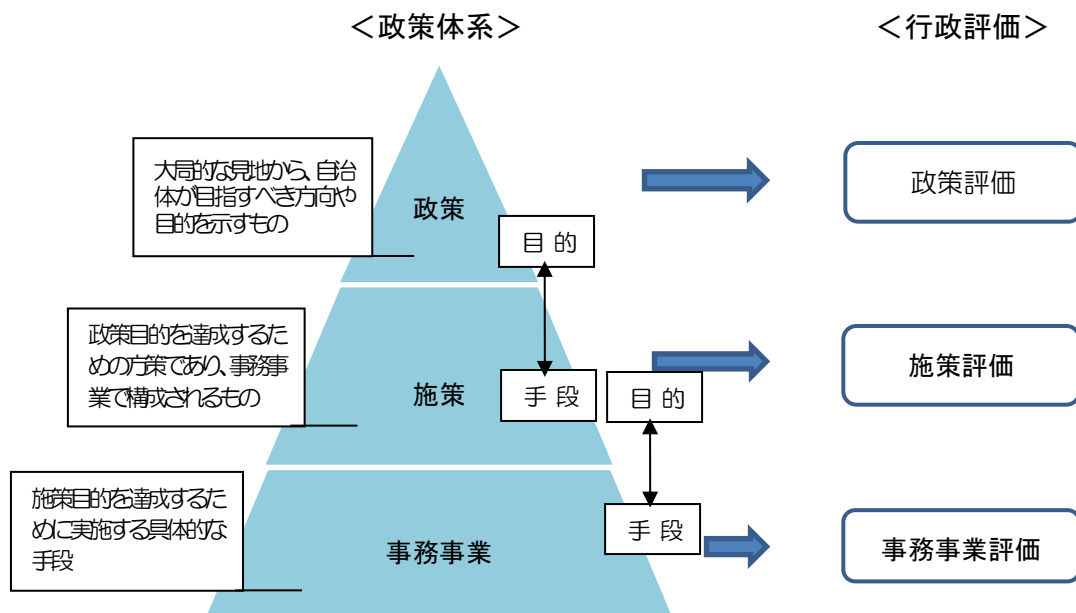 ＜政策体系＞
＜行政評価＞
大局的な見地から、自治
体が目指すべき方向や
目的を示すもの
政策
目 的
政策評価
政策目的を達成するた
めの方策であり、事務事
業で構成されるもの
施策
手 段
目 的
施策評価
施策目的を達成するた
めに実施する具体的な
手段
事務事業
手 段
事務事業評価